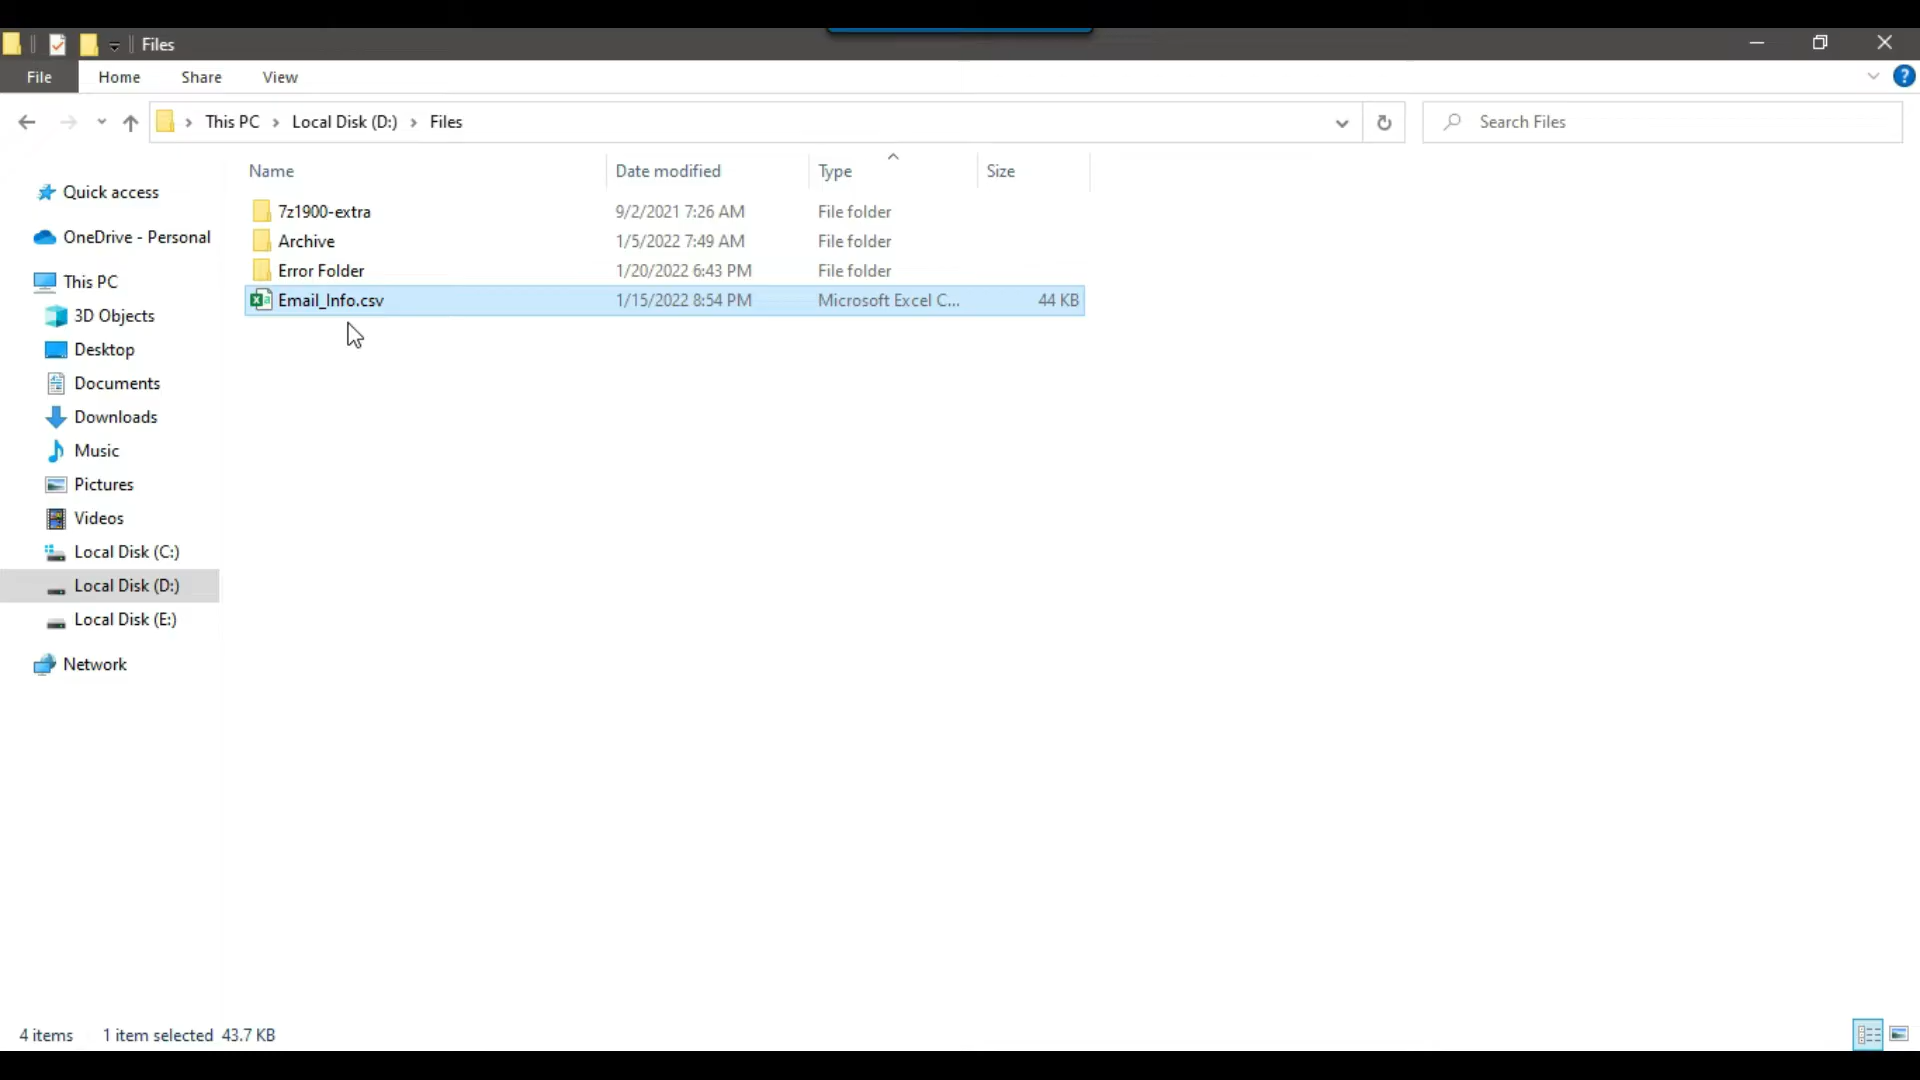 Files
File Home Share View ?
This PC Local Disk (D:) Files Search Files
Name Date modified Type Size
Quick access
OneDrive - Personal
This PC
3D Objects
Desktop
Documents
Downloads
Music
Pictures
Videos
Local Disk (C:)
Local Disk (D:)
Local Disk (E:)
Network
7z1900-extra 9/2/2021 7:26 AM File folder
Archive 1/5/2022 7:49 AM File folder
Error Folder 1/20/2022 6:43 PM File folder
Email_Info.csv 1/15/2022 8:54 PM Microsoft Excel C... 44 KB
4 items 1 item selected 43.7 KB